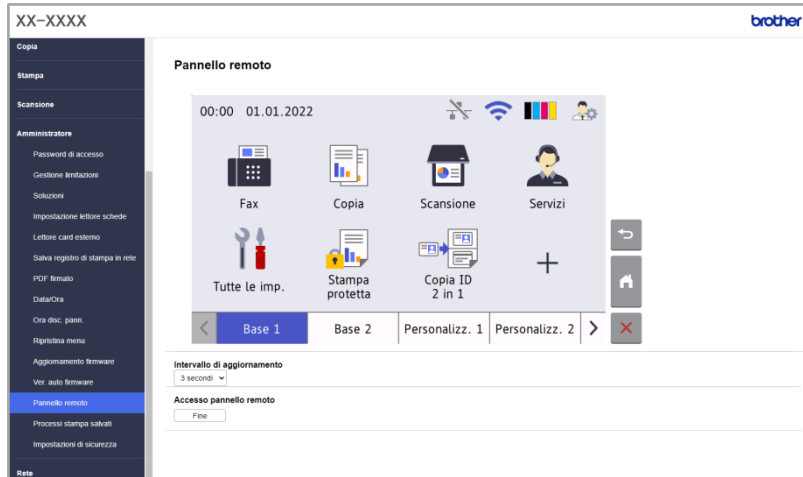 XX-XXXX
brother
Copia
Stampa
Scansione
Amministratore
Password di accesso
Gestione limitazioni
Soluzioni
Impostazione lettore schede
Lettore card esterno
Salva registro di stampa in rete
PDF firmato
Data/Ora
Ora disc. pann.
Ripristina menu
Aggiornamento firmware
Ver. auto firmware
Pannello remoto
Processi stampa salvati
Impostazioni di sicurezza
Rete
Pannello remoto
00:00 01.01.2022
Fax
Copia
Scansione
Servizi
Tutte le imp.
Stampa
protetta
Copia ID
2 in 1
Base 1
Base 2
Personalizz. 1
Personalizz. 2
Intervallo di aggiornamento
3 secondi
Accesso pannello remoto
Fine